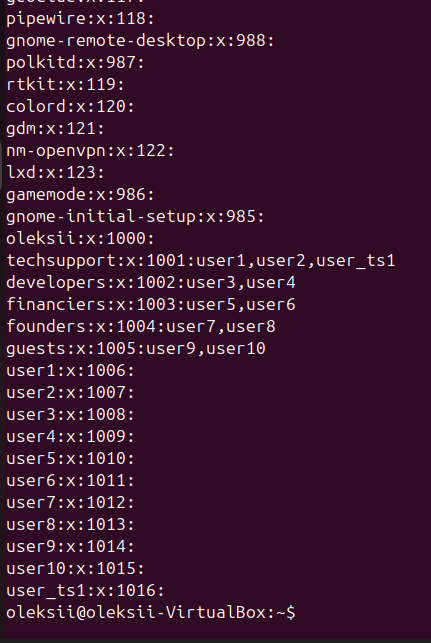 pipewire:x:118:
gnome-remote-desktop:x:988:
polkitd:x:987:
rtkit:x:119:
colord:x:120:
gdm:x:121:
nm-openvpn:x:122:
lxd:x:123:
gamemode:x:986:
gnome-initial-setup:x:985:
oleksii:x:1000:
techsupport:x:1001:user1,user2,user_ts1
developers:x:1002:user3,user4
financiers:x:1003:user5,user6
founders:x:1004:user7,user8
guests:x:1005:user9,user10
user1:x:1006:
user2:x:1007:
user3:x:1008:
user4:x:1009:
user5:x:1010:
user6:x:1011:
user7:x:1012:
user8:x:1013:
user9:x:1014:
user10:x:1015:
user_ts1:x:1016:
oleksii@oleksii-VirtualBox:~$